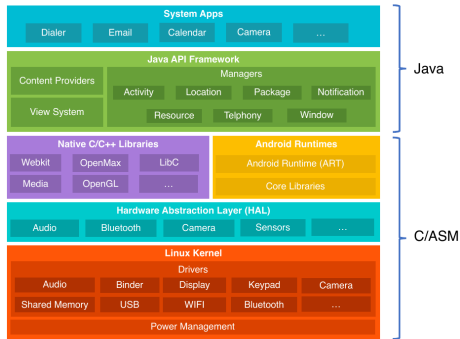 System Apps
Dialer Email Calendar Camera ...
Java API Framework
Content Providers
View System
Managers
Activity Location Package Notification
Resource Telphony Window
Java
Native C/C++ Libraries
Webkit OpenMax LibC
Media OpenGL ...
Android Runtimes
Android Runtime (ART)
Core Libraries
Hardware Abstraction Layer (HAL)
Audio Bluetooth Camera Sensors ...
Linux Kernel
Drivers
Audio Binder Display Keypad Camera
Shared Memory USB WIFI Bluetooth ...
Power Management
C/ASM